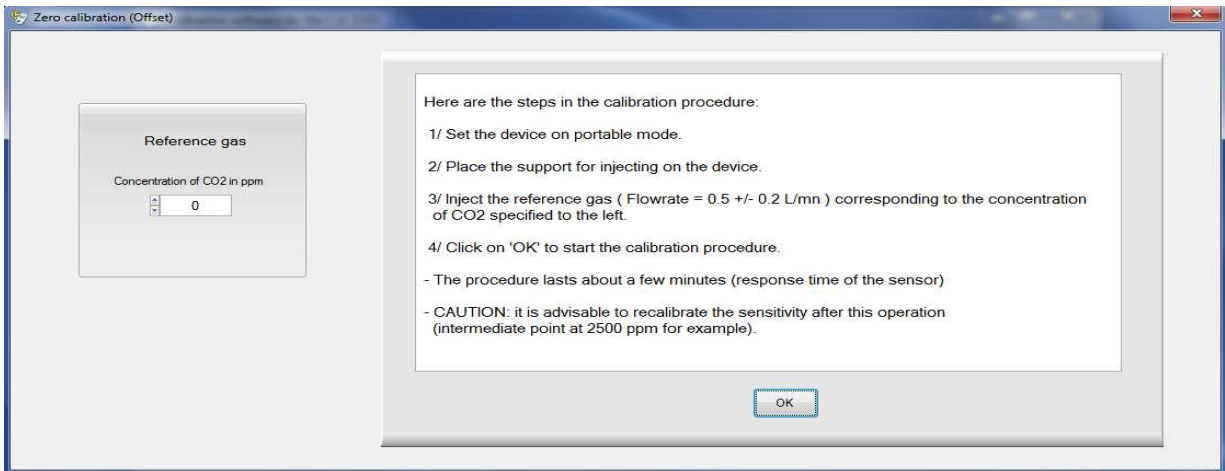 Zero calibration (Offset)
Reference gas
Concentration of CO2 in ppm
0
Here are the steps in the calibration procedure:
1/ Set the device on portable mode.
2/ Place the support for injecting on the device.
3/ Inject the reference gas ( Flowrate = 0.5 +/- 0.2 L/mn ) corresponding to the concentration
of CO2 specified to the left.
4/ Click on 'OK' to start the calibration procedure.
- The procedure lasts about a few minutes (response time of the sensor)
- CAUTION: it is advisable to recalibrate the sensitivity after this operation
(intermediate point at 2500 ppm for example).
OK